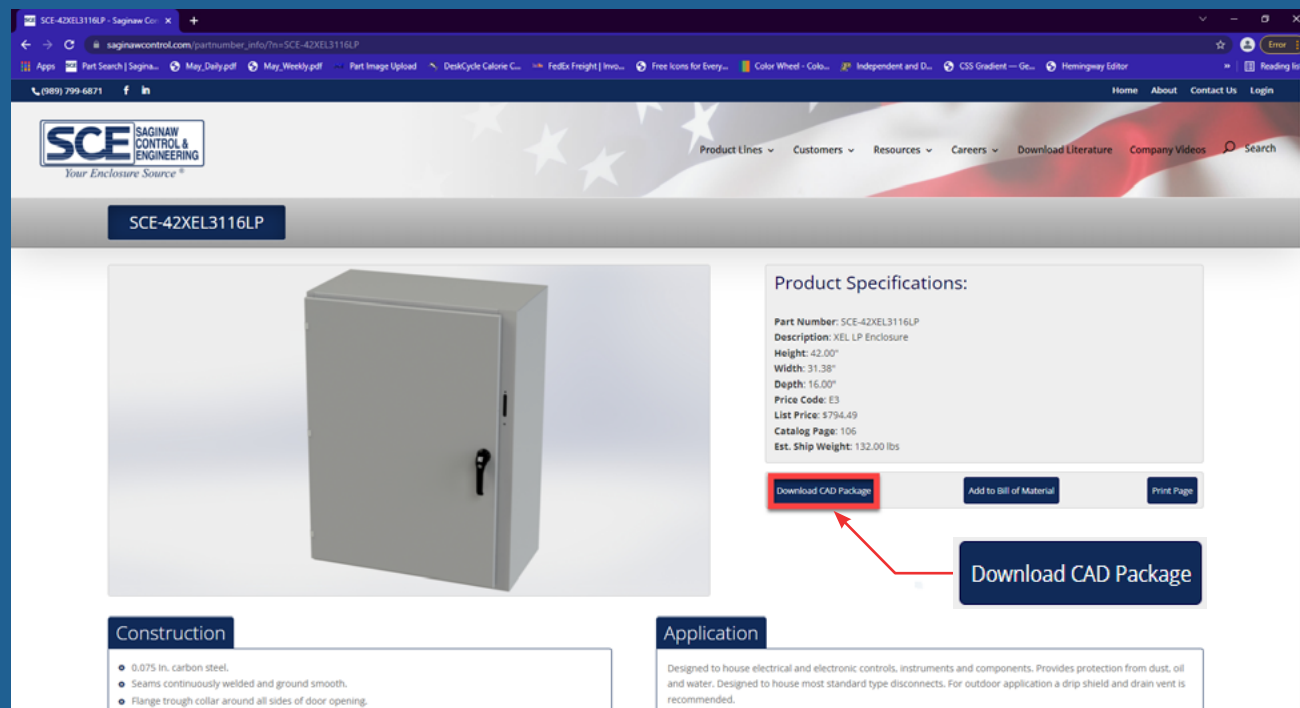 SCE-42XEL3116LP - Saginaw Con
saginawcontrol.com/partnumber_info/?n=SCE-42XEL3116LP
Error
Apps Part Search | Sagina... May_Daily.pdf May_Weekly.pdf Part Image Upload DeskCycle Calorie C... FedEx Freight | Invo... Free Icons for Every... Color Wheel - Colo... Independent and D... CSS Gradient — Ge... Hemingway Editor » Reading list
(989) 799-6871 f in Home About Contact Us Login
SCE SAGINAW
CONTROL &
ENGINEERING
Your Enclosure Source ®
Product Lines Customers Resources Careers Download Literature Company Videos Search
SCE-42XEL3116LP
Product Specifications:
Part Number: SCE-42XEL3116LP
Description: XEL LP Enclosure
Height: 42.00"
Width: 31.38"
Depth: 16.00"
Price Code: E3
List Price: $794.49
Catalog Page: 106
Est. Ship Weight: 132.00 lbs
Download CAD Package Add to Bill of Material Print Page
Download CAD Package
Construction
0.075 In. carbon steel.
Seams continuously welded and ground smooth.
Flange trough collar around all sides of door opening.
Application
Designed to house electrical and electronic controls, instruments and components. Provides protection from dust, oil
and water. Designed to house most standard type disconnects. For outdoor application a drip shield and drain vent is
recommended.